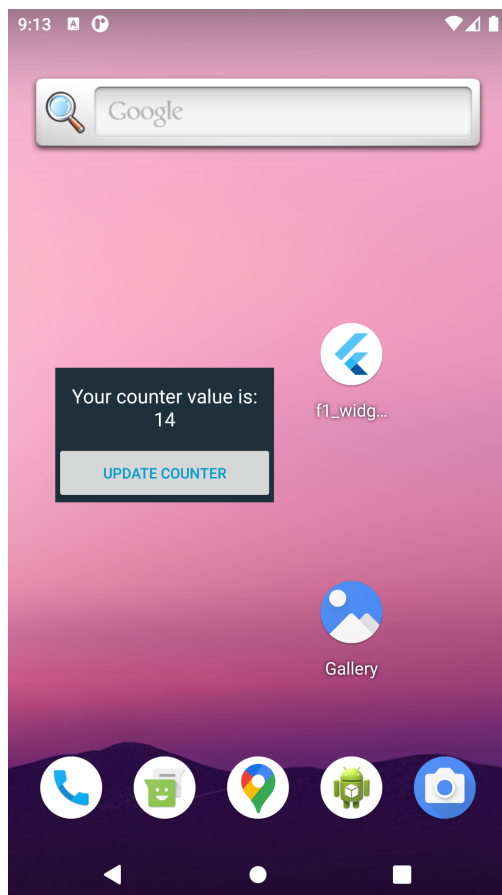 9:13
Google
Your counter value is:
14
UPDATE COUNTER
f1_widg...
Gallery